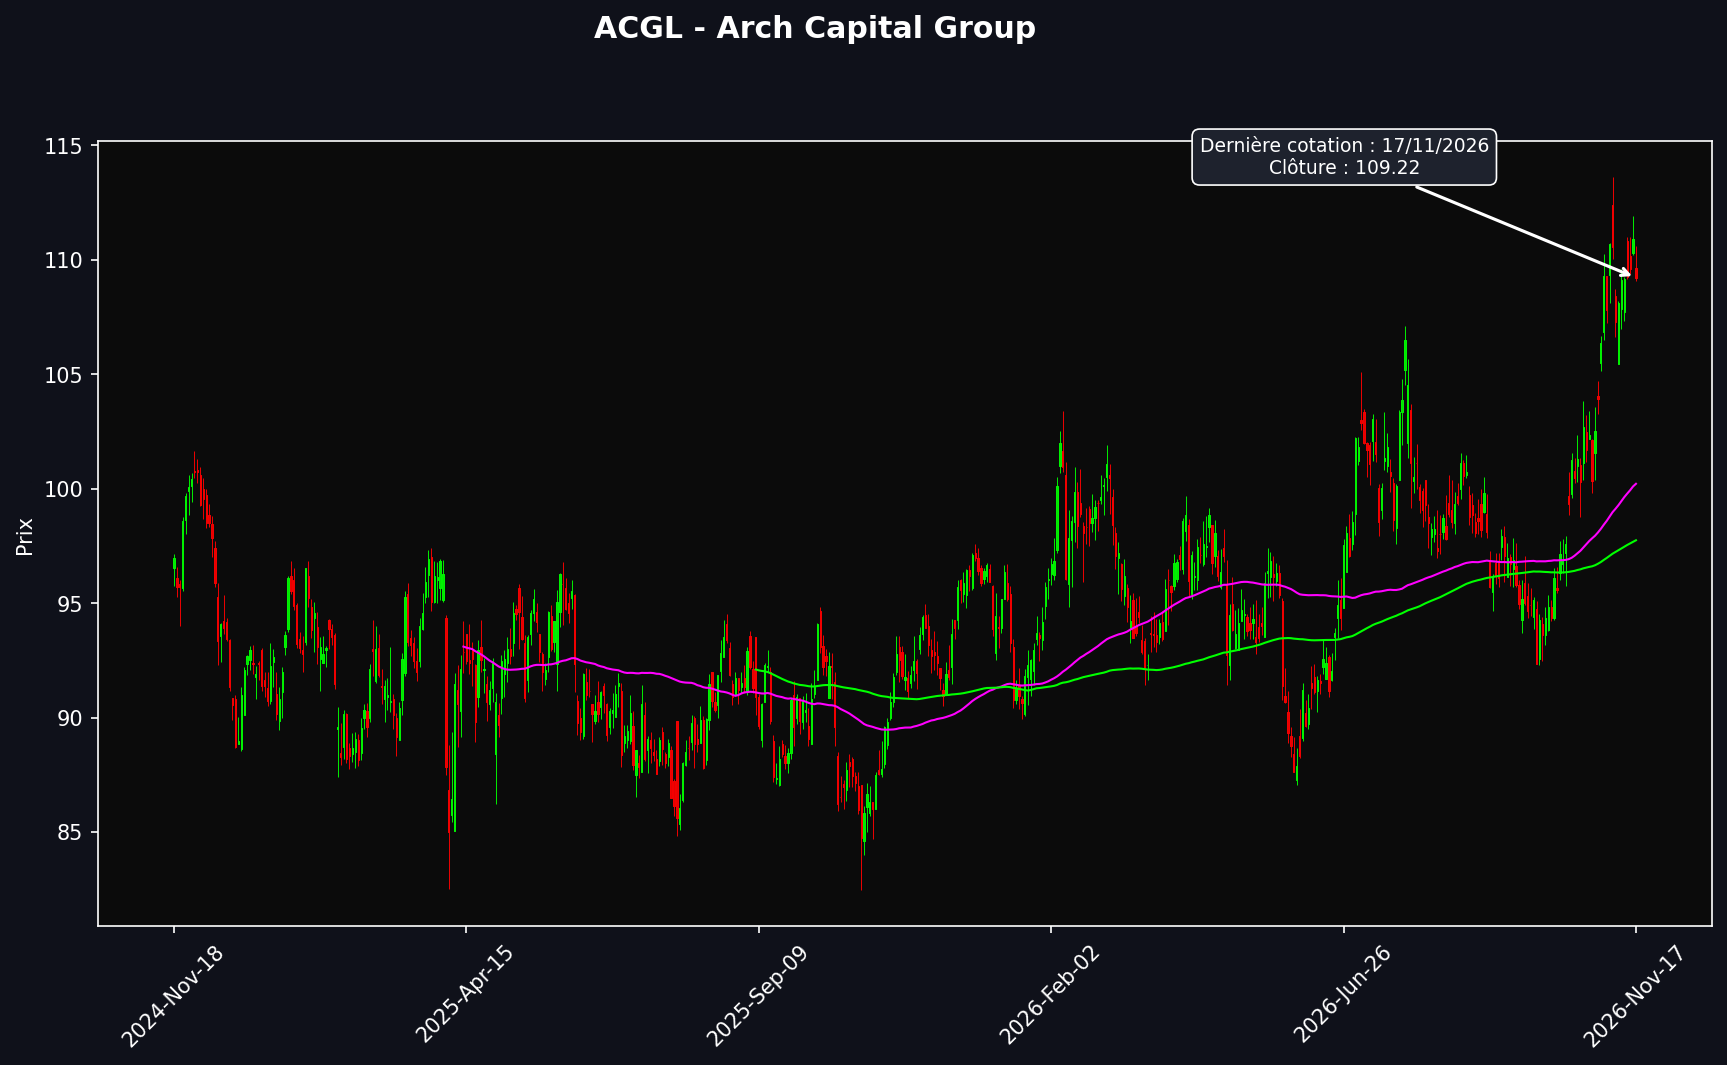 ACGL - Arch Capital Group
Dernière cotation : 17/11/2026
Clôture : 109.22
Prix
115
110
105
100
95
90
85
2024-Nov-18
2025-Apr-15
2025-Sep-09
2026-Feb-02
2026-Jun-26
2026-Nov-17